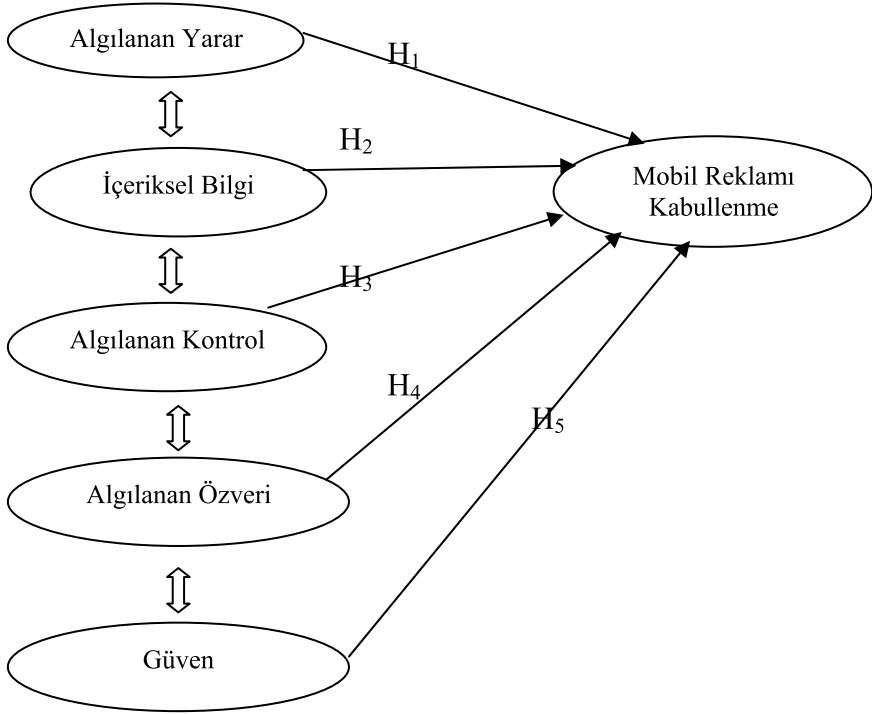 Algılanan Yarar
H1
H2
İçeriksel Bilgi
Mobil Reklamı
Kabullenme
H3
Algılanan Kontrol
H4
H5
Algılanan Özveri
Güven